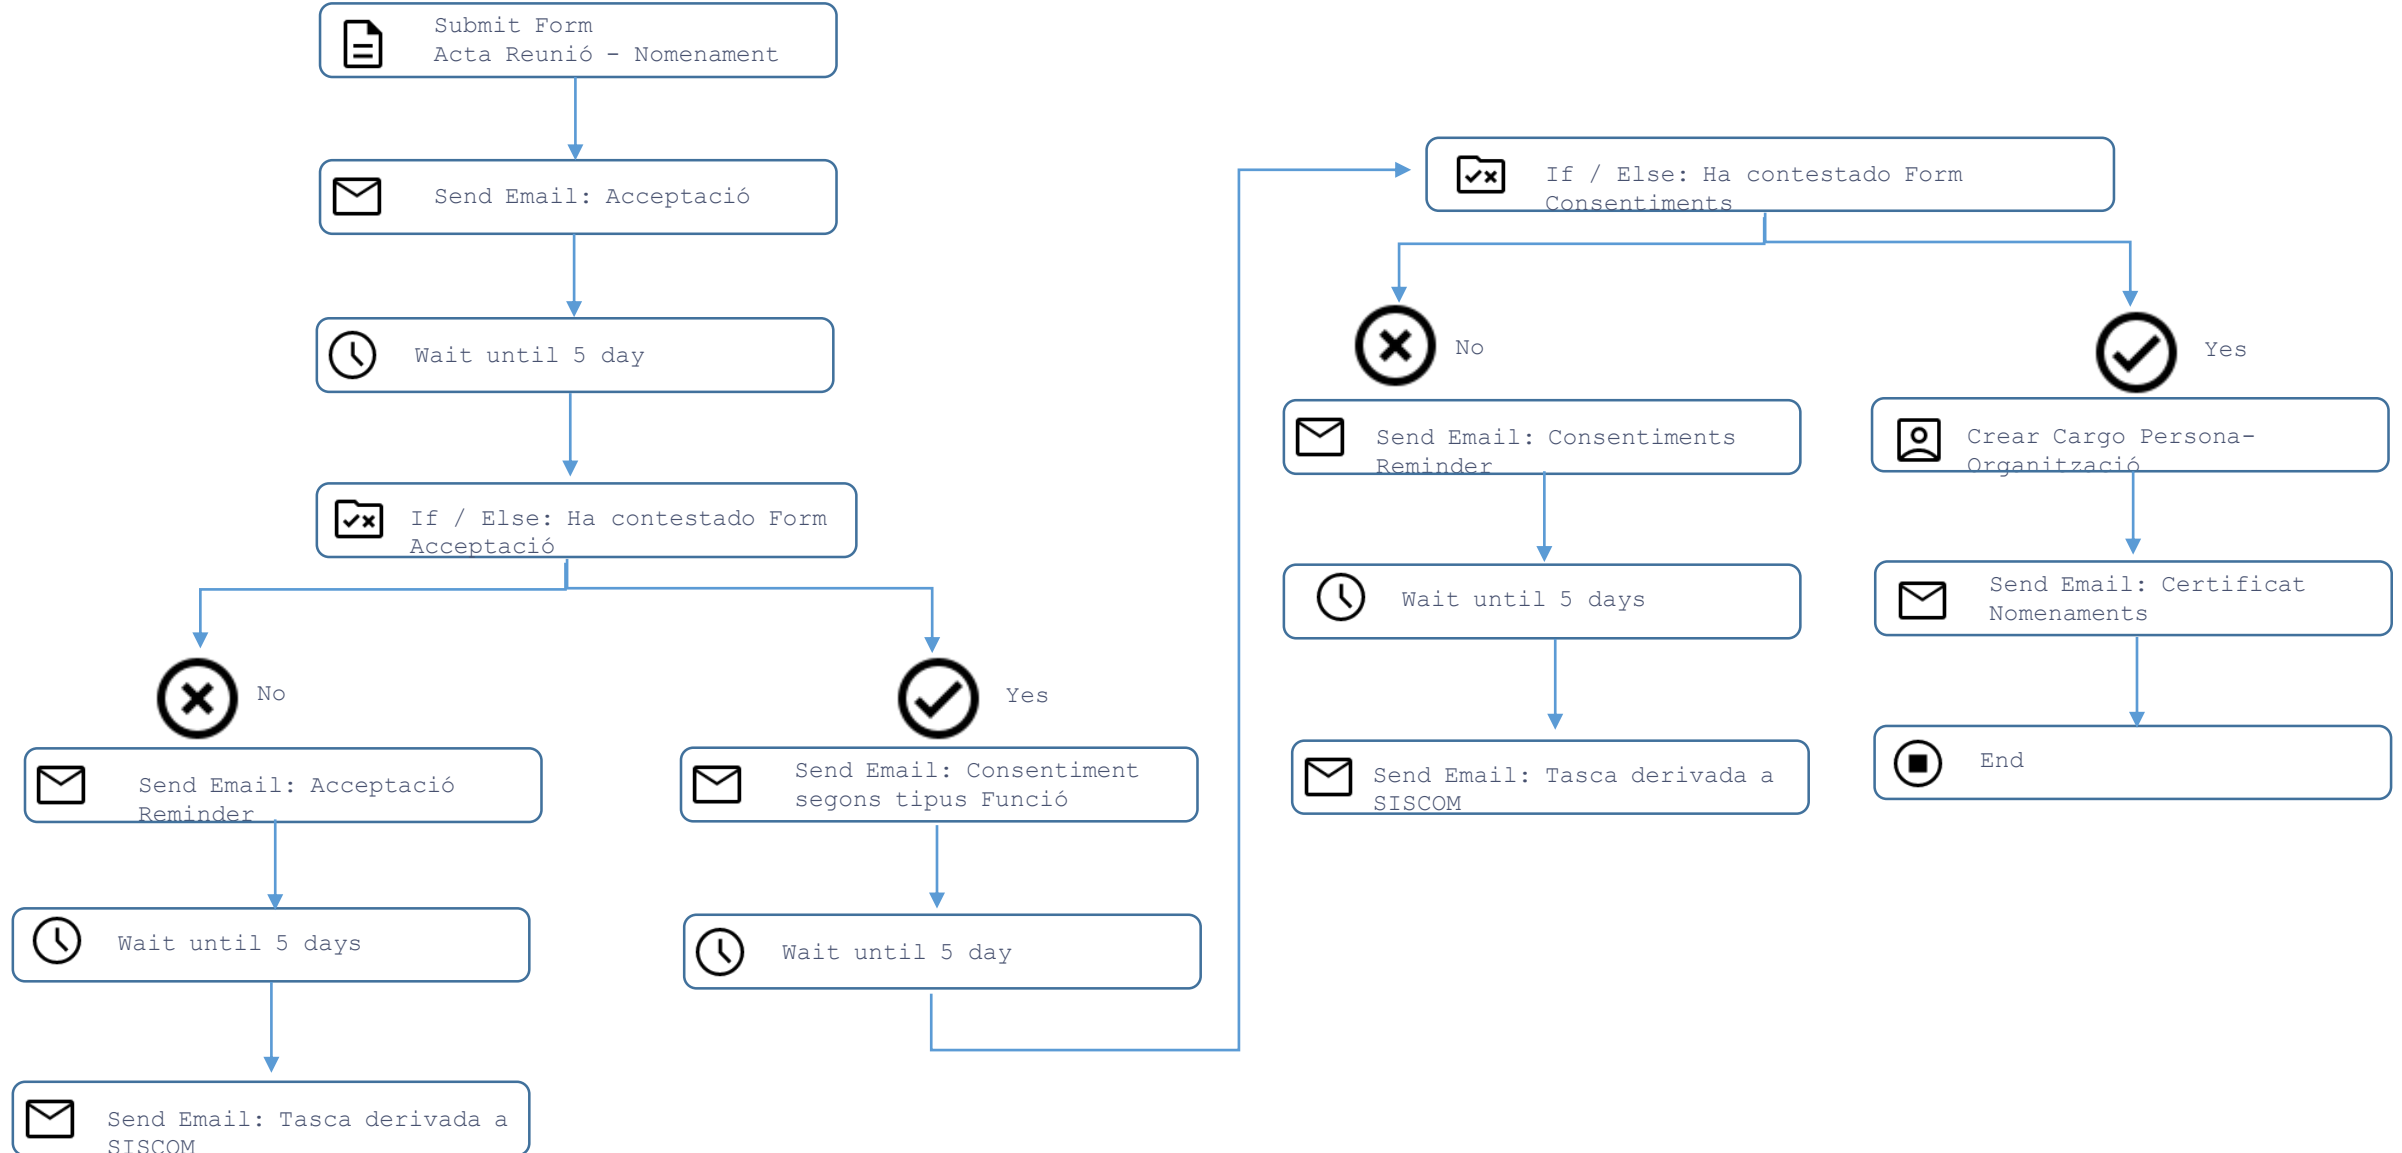 Submit Form
Acta Reunió - Nomenament
Send Email: Acceptació
Wait until 5 day
If / Else: Ha contestado Form
Acceptació
No
Yes
Send Email: Acceptació
Reminder
Wait until 5 days
Send Email: Tasca derivada a
SISCOM
Send Email: Consentiment
segons tipus Funció
Wait until 5 day
If / Else: Ha contestado Form
Consentiments
No
Yes
Send Email: Consentiments
Reminder
Wait until 5 days
Send Email: Tasca derivada a
SISCOM
Crear Cargo Persona-
Organització
Send Email: Certificat
Nomenaments
End